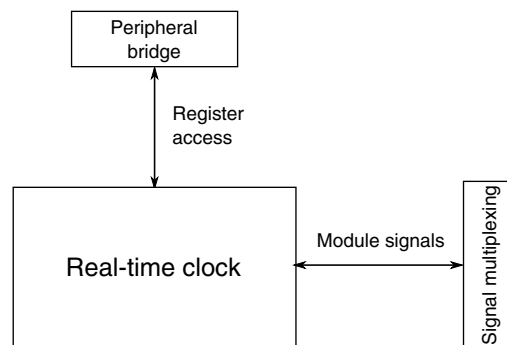 Peripheral
bridge
Register
access
Real-time clock
Module signals
Signal multiplexing